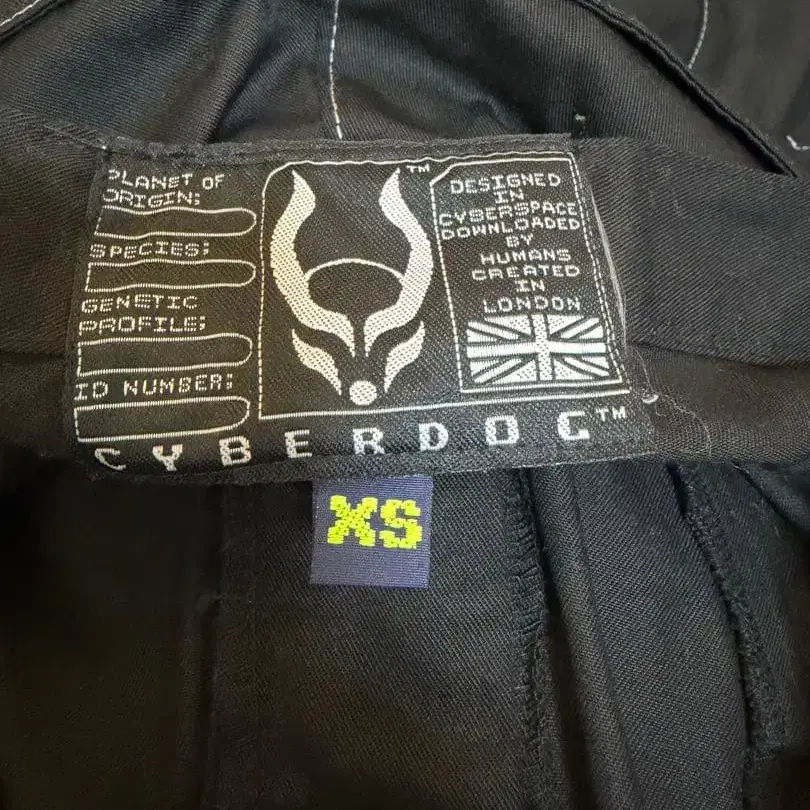 PLANET OF
ORIGIN:
SPECIES:
GENETIC
PROFILE:
ID NUMBER:
TM
DESIGNED
IN
CYBERSPACE
DOWNLOADED
BY
HUMANS
CREATED
IN
LONDON
CYBERDOG™
XS